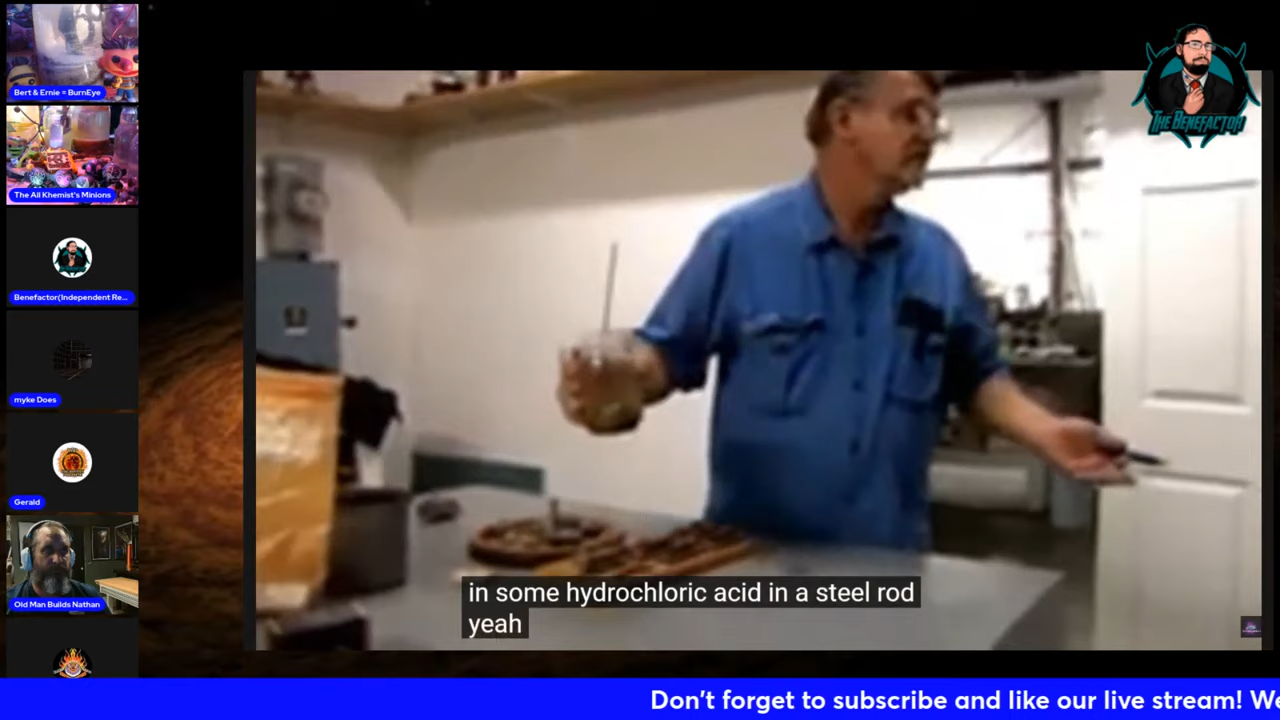 Bert & Ernie = BurnEye
The Ali Khemist's Minions
Benefactor(Independent Re...
myke Does
Gerald
Old Man Builds Nathan
THE BENEFACTOR
in some hydrochloric acid in a steel rod
yeah
Don't forget to subscribe and like our live stream! We